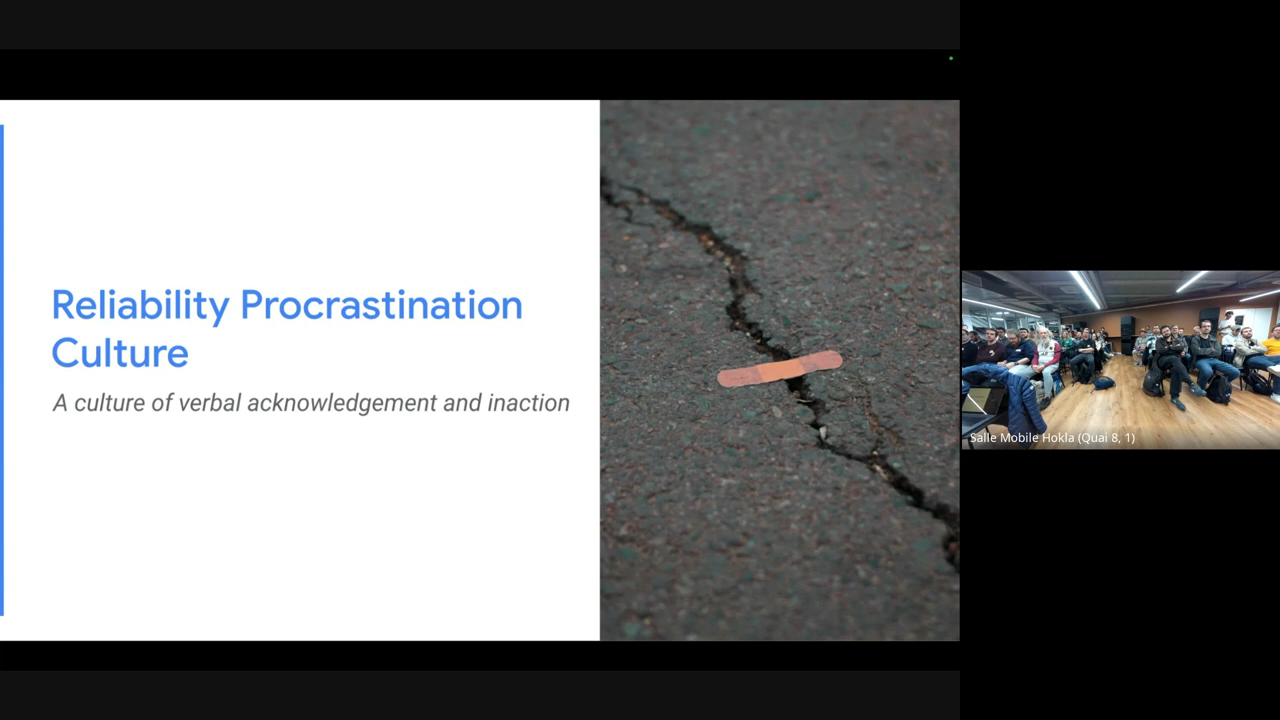 Reliability Procrastination
Culture
A culture of verbal acknowledgement and inaction
Salle Mobile Hokla (Quai 8, 1)